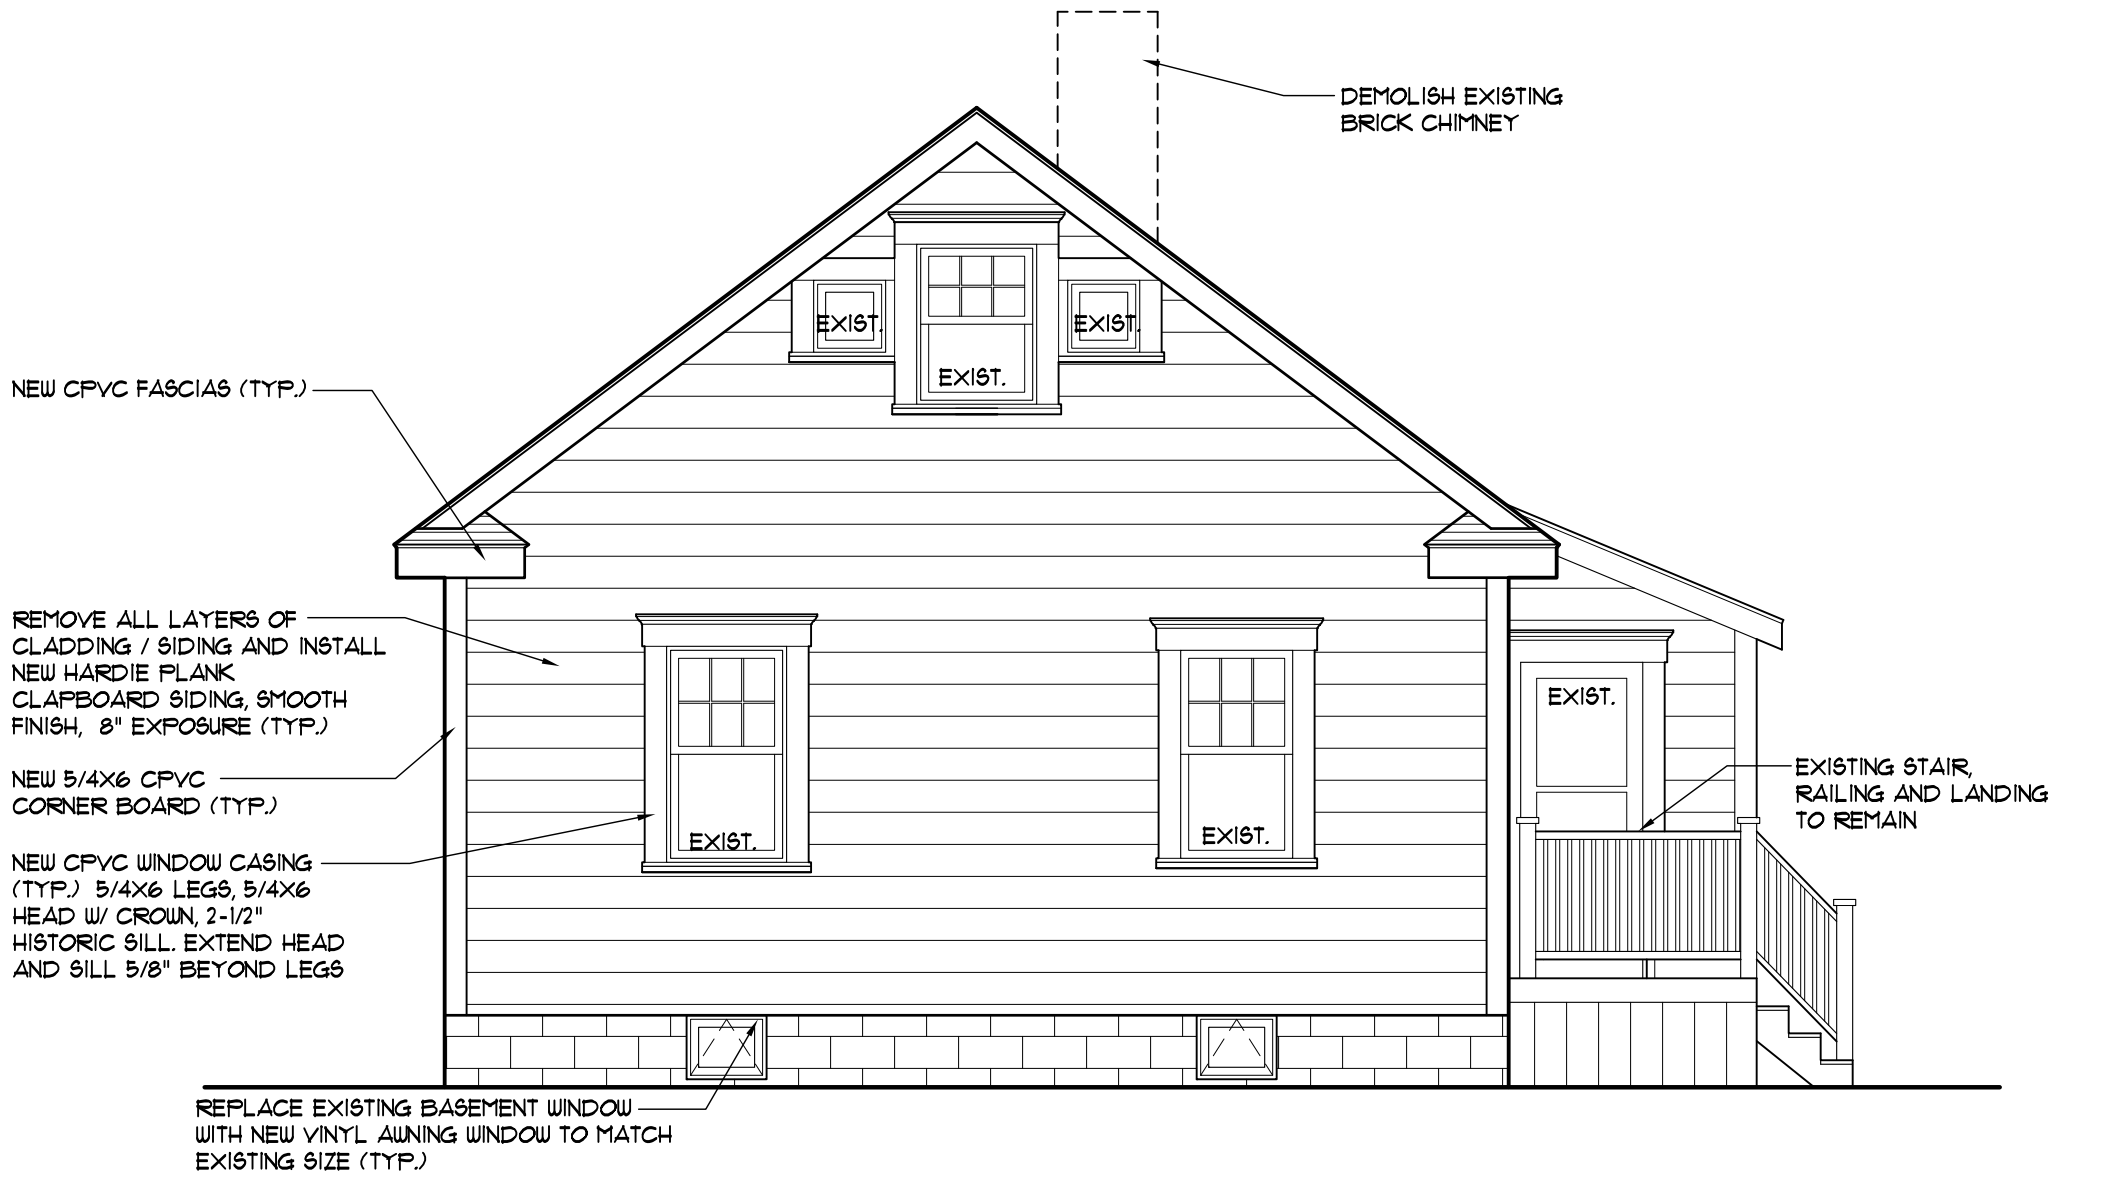 DEMOLISH EXISTING
BRICK CHIMNEY
EXIST.
EXIST.
EXIST.
NEW CPVC FASCIAS (TYP.)
REMOVE ALL LAYERS OF
CLADDING / SIDING AND INSTALL
NEW HARDIE PLANK
CLAPBOARD SIDING, SMOOTH
FINISH, 8" EXPOSURE (TYP.)
EXIST.
NEW 5/4X6 CPVC
CORNER BOARD (TYP.)
EXISTING STAIR,
RAILING AND LANDING
TO REMAIN
EXIST.
EXIST.
NEW CPVC WINDOW CASING
(TYP.) 5/4X6 LEGS, 5/4X6
HEAD W/ CROWN, 2-1/2"
HISTORIC SILL. EXTEND HEAD
AND SILL 5/8" BEYOND LEGS
REPLACE EXISTING BASEMENT WINDOW
WITH NEW VINYL AWNING WINDOW TO MATCH
EXISTING SIZE (TYP.)